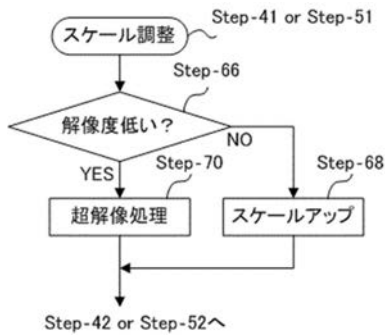 スケール調整
Step-41 or Step-51
Step-66
解像度低い？
NO
YES
Step-70
Step-68
超解像処理
スケールアップ
Step-42 or Step-52へ